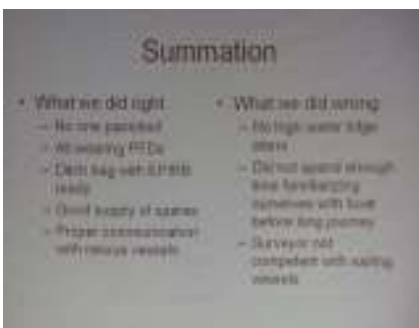 Summation
• What we did right
– No one panicked
– All wearing PFDs
– Ditch bag with EPIRB
ready
– Good supply of spares
– Proper communication
with rescue vessels
• What we did wrong
– No high water bilge
alarm
– Did not spend enough
time familiarizing
ourselves with boat
before long journey
– Surveyor not
competent with sailing
vessels